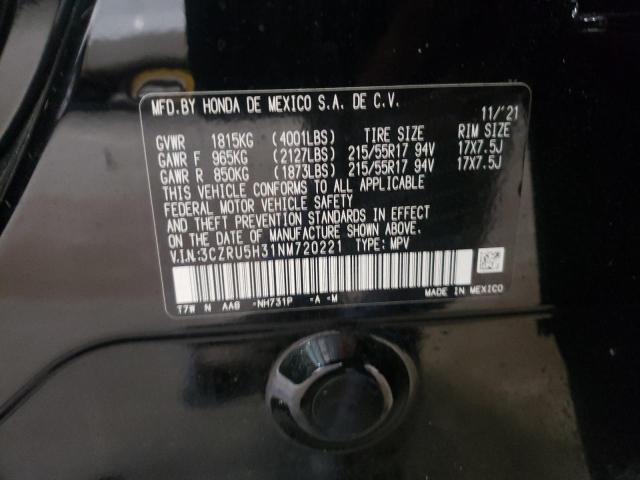 MFD.BY HONDA DE MEXICO S.A. DE C.V. 11/'21
GVWR 1815KG (4001LBS) TIRE SIZE RIM SIZE
GAWR F 965KG (2127LBS) 215/55R17 94V 17X7.5J
GAWR R 850KG (1873LBS) 215/55R17 94V 17X7.5J
THIS VEHICLE CONFORMS TO ALL APPLICABLE
FEDERAL MOTOR VEHICLE SAFETY
AND THEFT PREVENTION STANDARDS IN EFFECT
ON THE DATE OF MANUFACTURE SHOWN ABOVE.
V.I.N:3CZRU5H31NM720221 TYPE: MPV
T7W N AA6 -NH731P -A -M MADE IN MEXICO